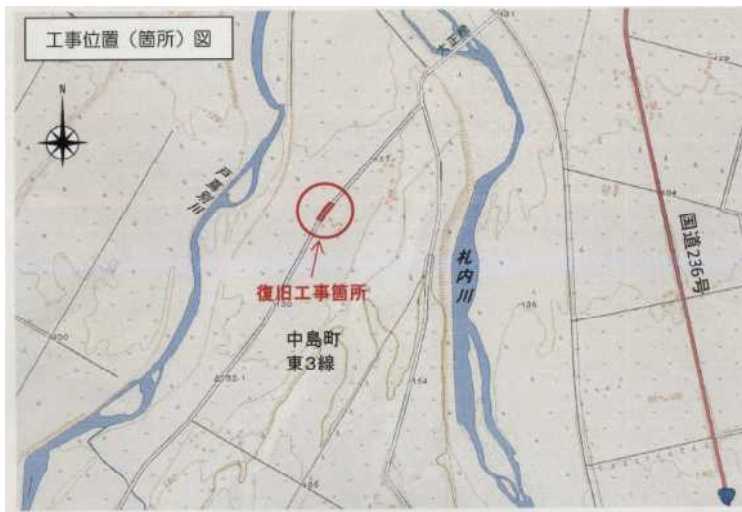 工事位置（箇所）図
N
大正橋
戸蔦別川
札内川
国道236号
復旧工事箇所
中島町
東3線